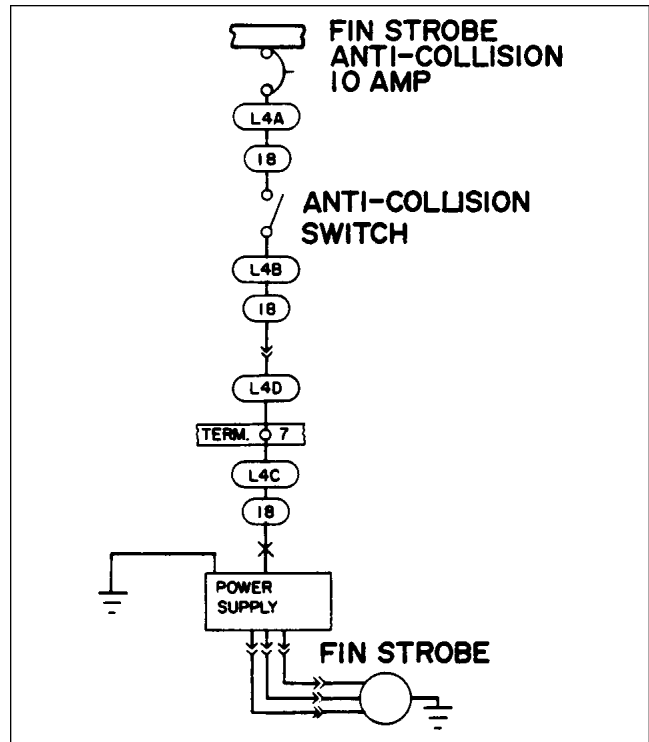 FIN STROBE
ANTI-COLLISION
10 AMP
L4A
18
ANTI-COLLISION
SWITCH
L4B
18
L4D
TERM. 7
L4C
18
POWER
SUPPLY
FIN STROBE